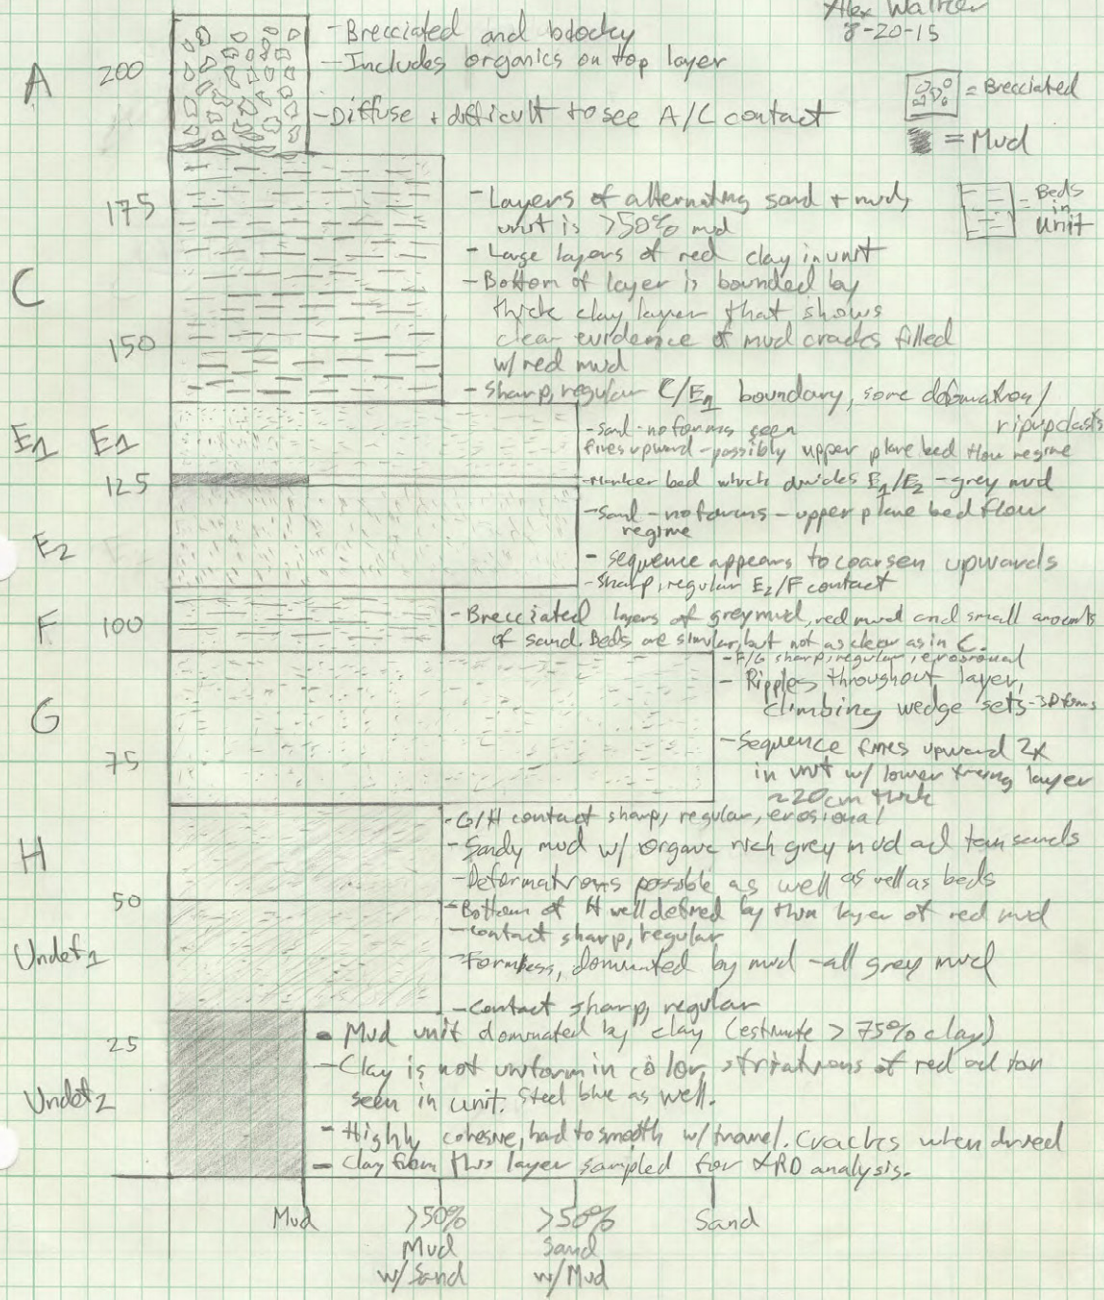 Alex Walker
8-20-15
- Brecciated and blocky
- Includes organics on top layer
A 200
- Diffuse + difficult to see A/C contact
= Brecciated
= Mud
= Beds in Unit
175
- Layers of alternating sand + mud,
unit is >50% mud
- Large layers of red clay in unit
C
- Bottom of layer is bounded by
thick clay layer that shows
150
clear evidence of mud cracks filled
w/ red mud
- Sharp, regular C/E1 boundary, some deformation/
ripupclasts
E1 E1
- sand - no forms seen
fines upward - possibly upper plane bed flow regime
125
- Marker bed which divides E1/E2 - grey mud
- Sand - no forms - upper plane bed flow
regime
E2
- sequence appears to coarsen upwards
- Sharp, regular E2/F contact
F 100
- Brecciated layers of grey mud, red mud and small amounts
of sand. Beds are similar, but not as clear as in C.
- F/G sharp, regular, erosional
- Ripples throughout layer,
climbing wedge sets - 3D forms
G
- Sequence fines upward 2x
75
in unit w/ lower fining layer
~20cm thick
- G/H contact sharp, regular, erosional
H
- Sandy mud w/ organic rich grey mud and tan sands
- Deformations possible as well as well as beds
50
- Bottom of H well defined by thin layer of red mud
- contact sharp, regular
Undef1
- Formless, dominated by mud - all grey mud
- Contact sharp, regular
25
- Mud unit dominated by clay (estimate > 75% clay)
- Clay is not uniform in color, striations of red and tan
seen in unit. Steel blue as well.
Undef2
- Highly cohesive, hard to smooth w/ trowel. Cracks when dried
- Clay from this layer sampled for XRD analysis.
Mud >50% >50% Sand
Mud Sand
w/ Sand w/ Mud